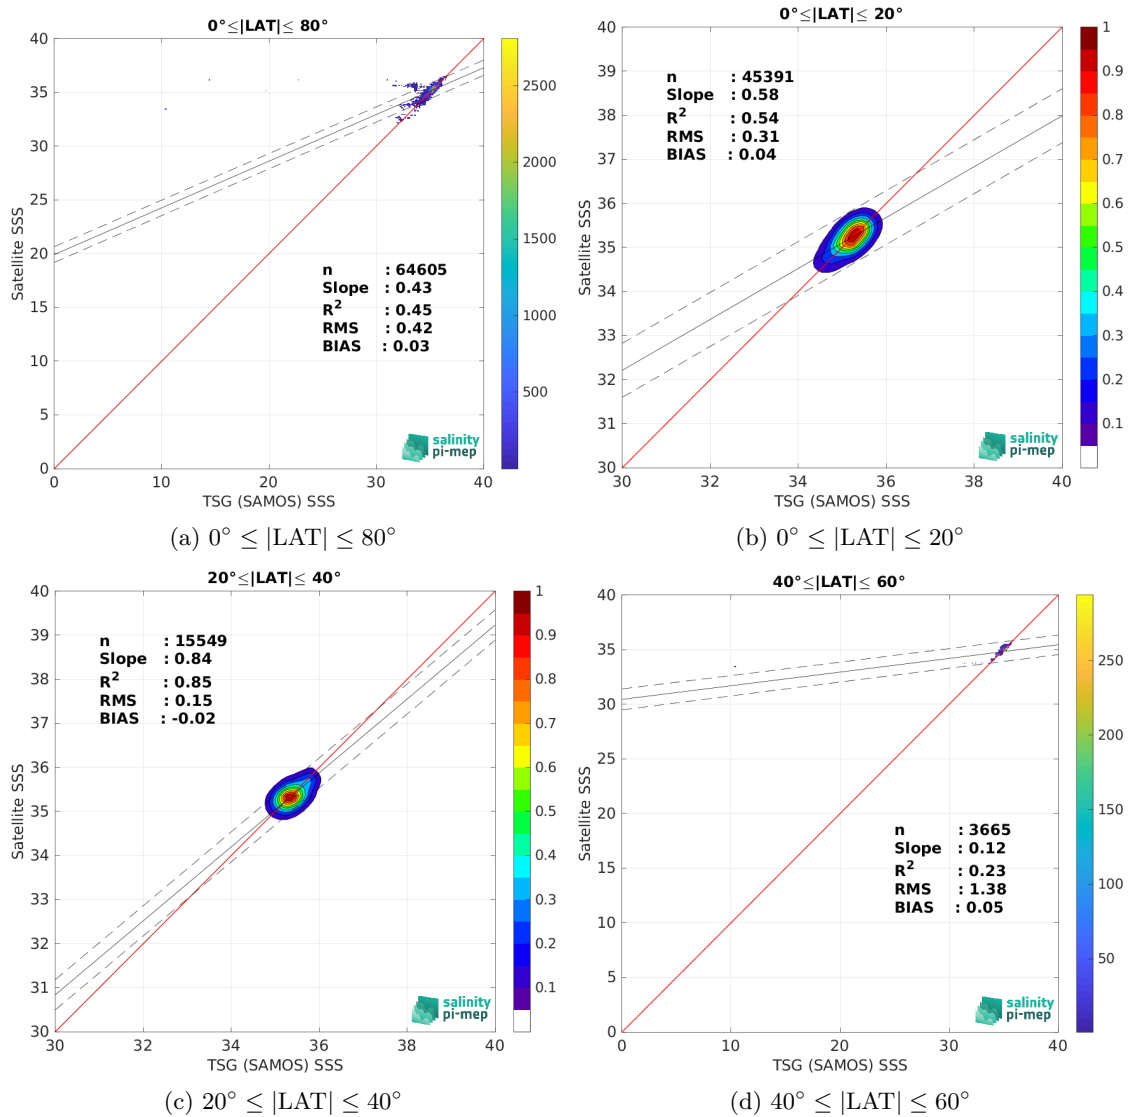 0°≤|LAT|≤ 80°
40
35
30
25
20
15
10
5
0
Satellite SSS
0
10
20
30
40
TSG (SAMOS) SSS
n : 64605
Slope : 0.43
R² : 0.45
RMS : 0.42
BIAS : 0.03
2500
2000
1500
1000
500
salinity
pi-mep
(a) 0° ≤ |LAT| ≤ 80°
0°≤|LAT|≤ 20°
40
39
38
37
36
35
34
33
32
31
30
Satellite SSS
30
32
34
36
38
40
TSG (SAMOS) SSS
n : 45391
Slope : 0.58
R² : 0.54
RMS : 0.31
BIAS : 0.04
1
0.9
0.8
0.7
0.6
0.5
0.4
0.3
0.2
0.1
salinity
pi-mep
(b) 0° ≤ |LAT| ≤ 20°
20°≤|LAT|≤ 40°
40
39
38
37
36
35
34
33
32
31
30
Satellite SSS
30
32
34
36
38
40
TSG (SAMOS) SSS
n : 15549
Slope : 0.84
R² : 0.85
RMS : 0.15
BIAS : -0.02
1
0.9
0.8
0.7
0.6
0.5
0.4
0.3
0.2
0.1
salinity
pi-mep
(c) 20° ≤ |LAT| ≤ 40°
40°≤|LAT|≤ 60°
40
35
30
25
20
15
10
5
0
Satellite SSS
0
10
20
30
40
TSG (SAMOS) SSS
n : 3665
Slope : 0.12
R² : 0.23
RMS : 1.38
BIAS : 0.05
250
200
150
100
50
salinity
pi-mep
(d) 40° ≤ |LAT| ≤ 60°